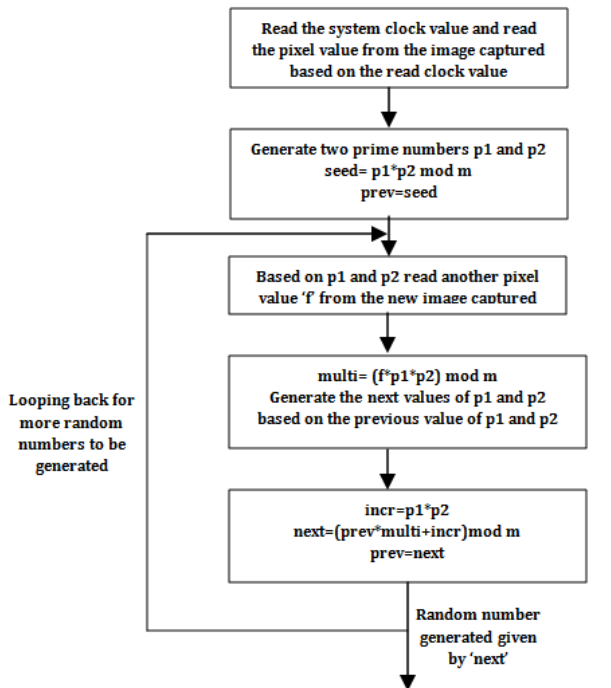 Read the system clock value and read
the pixel value from the image captured
based on the read clock value
Generate two prime numbers p1 and p2
seed= p1*p2 mod m
prev=seed
Based on p1 and p2 read another pixel
value ‘f’ from the new image captured
multi= (f*p1*p2) mod m
Generate the next values of p1 and p2
based on the previous value of p1 and p2
Looping back for
more random
numbers to be
generated
incr=p1*p2
next=(prev*multi+incr)mod m
prev=next
Random number
generated given
by ‘next’